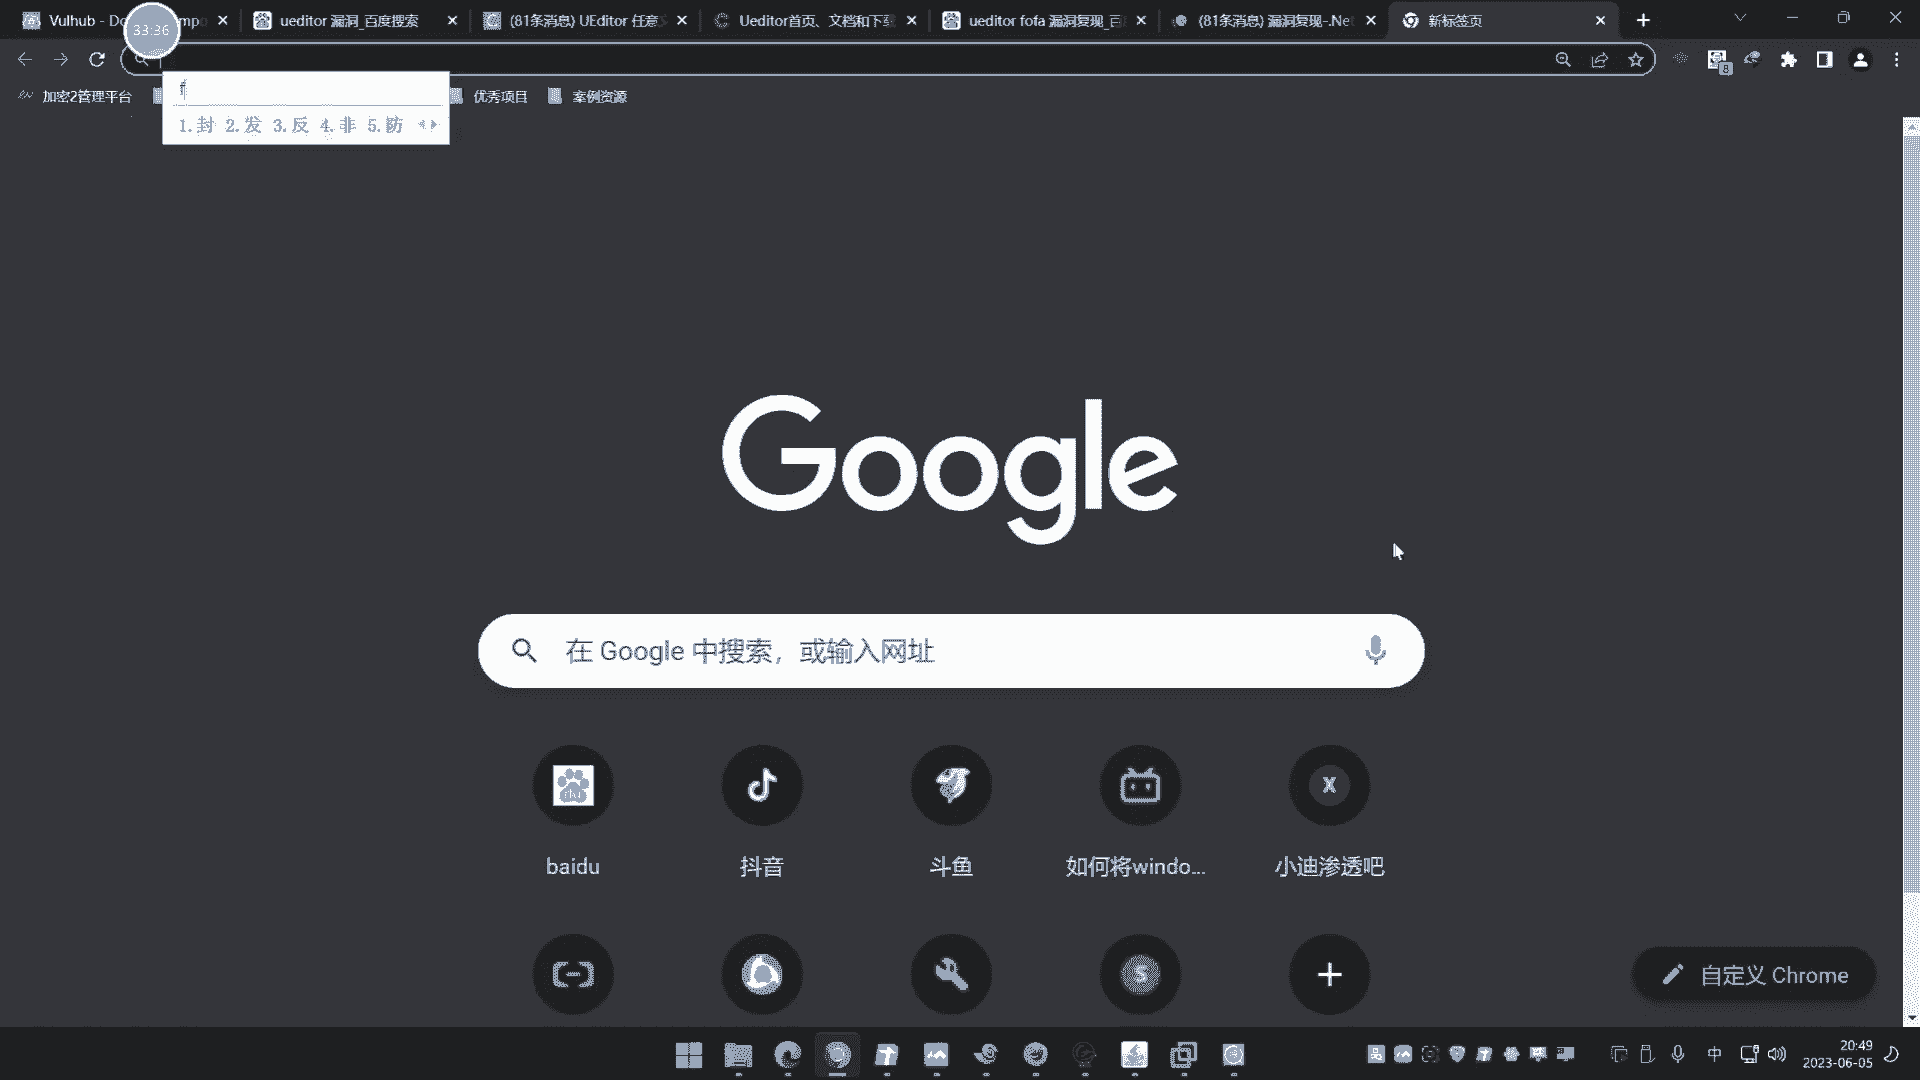 Vulhub - Do
mpo
33:36
ueditor 漏洞_百度搜索
(81条消息) UEditor 任意
Ueditor首页、文档和下载
ueditor fofa 漏洞复现_百
(81条消息) 漏洞复现-.Net
新标签页
8
加密2管理平台
优秀项目
案例资源
f
1.封 2.发 3.反 4.非 5.防
Google
在 Google 中搜索，或输入网址
X
baidu
抖音
斗鱼
如何将windo...
小迪渗透吧
S
自定义 Chrome
中
20:49
2023-06-05